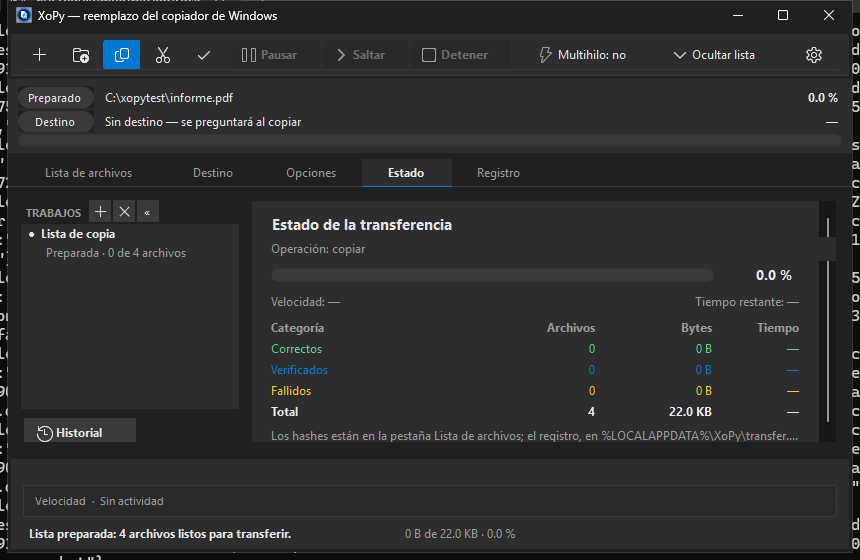 XoPy — reemplazo del copiador de Windows
Pausar
Saltar
Detener
Multihilo: no
Ocultar lista
Preparado C:\xopytest\informe.pdf 0.0 %
Destino Sin destino — se preguntará al copiar —
Lista de archivos Destino Opciones Estado Registro
TRABAJOS
Lista de copia
Preparada · 0 de 4 archivos
Historial
Estado de la transferencia
Operación: copiar
0.0 %
Velocidad: — Tiempo restante: —
Categoría Archivos Bytes Tiempo
Correctos 0 0 B —
Verificados 0 0 B —
Fallidos 0 0 B —
Total 4 22.0 KB —
Los hashes están en la pestaña Lista de archivos; el registro, en %LOCALAPPDATA%\XoPy\transfer....
Velocidad · Sin actividad
Lista preparada: 4 archivos listos para transferir. 0 B de 22.0 KB · 0.0 %